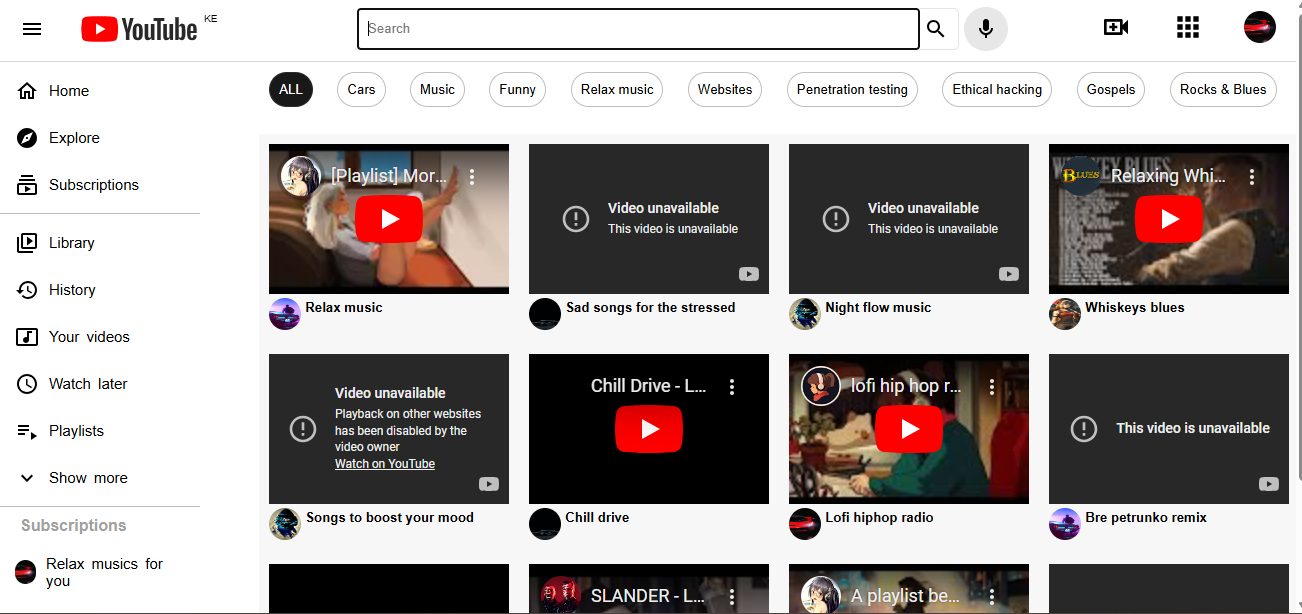 YouTube KE
Search
Home
Explore
Subscriptions
Library
History
Your videos
Watch later
Playlists
Show more
Subscriptions
Relax musics for
you
ALL
Cars
Music
Funny
Relax music
Websites
Penetration testing
Ethical hacking
Gospels
Rocks & Blues
[Playlist] Mor...
Relax music
Video unavailable
This video is unavailable
Sad songs for the stressed
Video unavailable
This video is unavailable
Night flow music
WHISKEY BLUES
BLUES
Relaxing Whi...
Whiskeys blues
Video unavailable
Playback on other websites
has been disabled by the
video owner
Watch on YouTube
Songs to boost your mood
Chill Drive - L...
Chill drive
lofi hip hop r...
Lofi hiphop radio
This video is unavailable
Bre petrunko remix
SLANDER - L...
A playlist be...